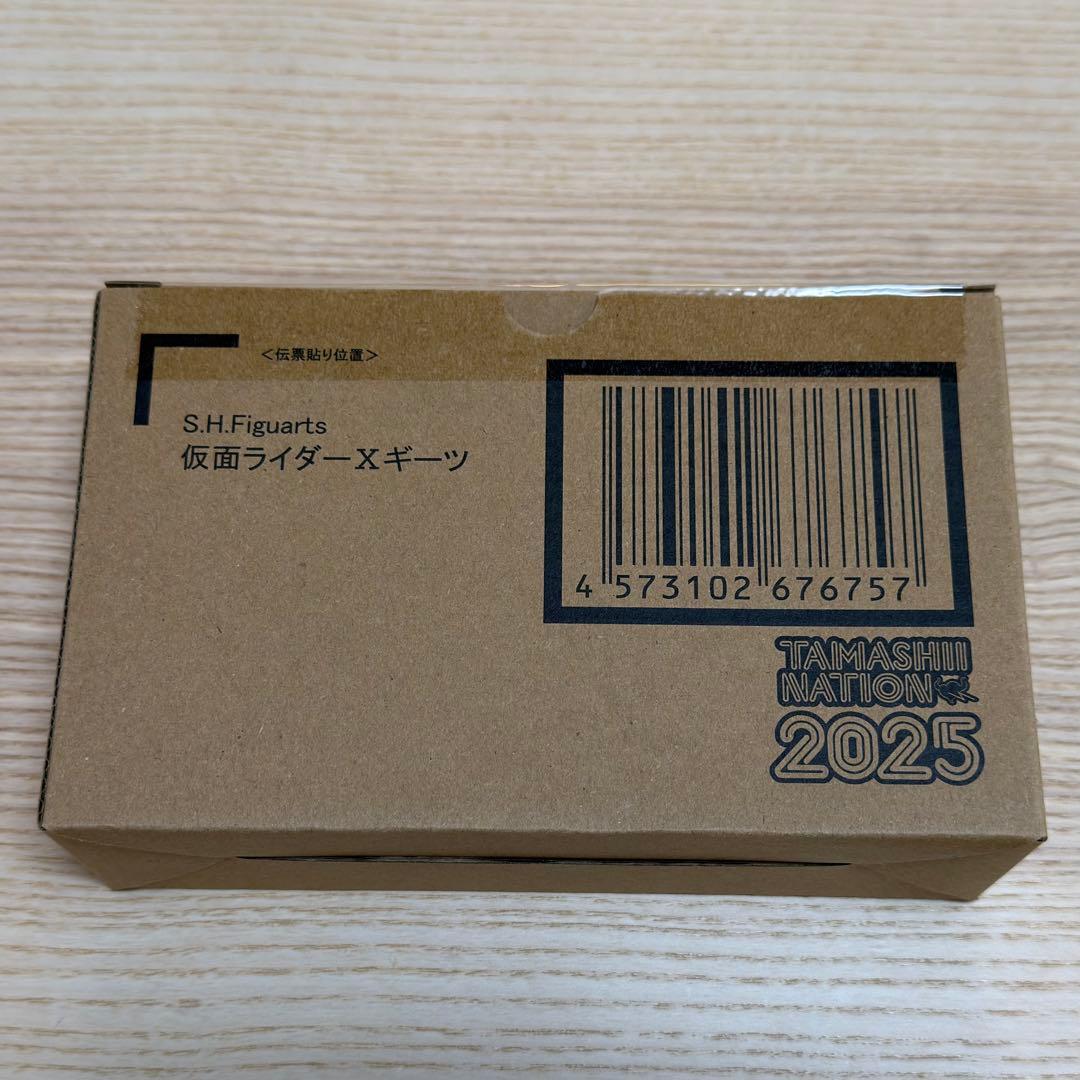 <伝票貼り位置>
S.H.Figuarts
仮面ライダーXギーツ
4 573102 676757
TAMASHII
NATION
2025